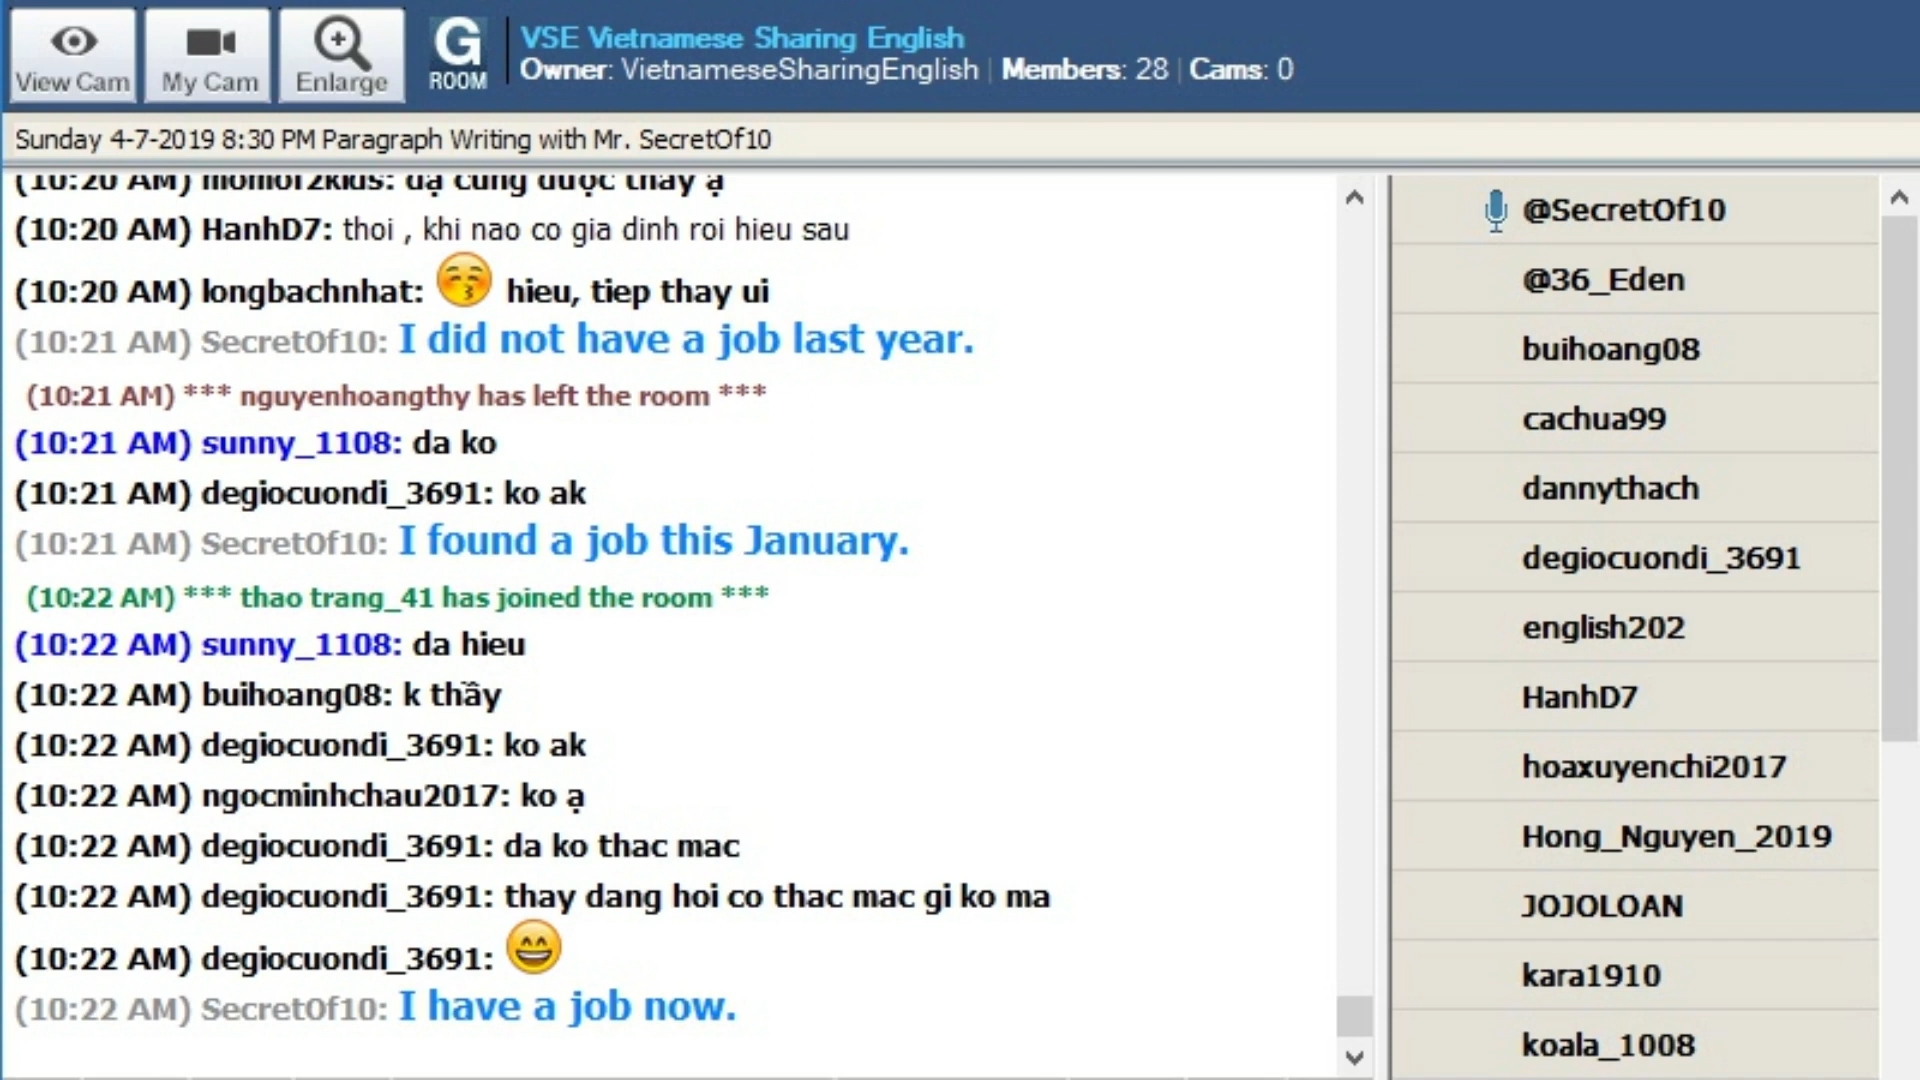 View Cam
My Cam
Enlarge
G
ROOM
VSE Vietnamese Sharing English
Owner: VietnameseSharingEnglish | Members: 28 | Cams: 0
Sunday 4-7-2019 8:30 PM Paragraph Writing with Mr. SecretOf10
(10:20 AM) momof2kids: dạ cũng được thầy ạ
(10:20 AM) HanhD7: thoi , khi nao co gia dinh roi hieu sau
(10:20 AM) longbachnhat: hieu, tiep thay ui
(10:21 AM) SecretOf10: I did not have a job last year.
(10:21 AM) *** nguyenhoangthy has left the room ***
(10:21 AM) sunny_1108: da ko
(10:21 AM) degiocuondi_3691: ko ak
(10:21 AM) SecretOf10: I found a job this January.
(10:22 AM) *** thao trang_41 has joined the room ***
(10:22 AM) sunny_1108: da hieu
(10:22 AM) buihoang08: k thầy
(10:22 AM) degiocuondi_3691: ko ak
(10:22 AM) ngocminhchau2017: ko ạ
(10:22 AM) degiocuondi_3691: da ko thac mac
(10:22 AM) degiocuondi_3691: thay dang hoi co thac mac gi ko ma
(10:22 AM) degiocuondi_3691:
(10:22 AM) SecretOf10: I have a job now.
@SecretOf10
@36_Eden
buihoang08
cachua99
dannythach
degiocuondi_3691
english202
HanhD7
hoaxuyenchi2017
Hong_Nguyen_2019
JOJOLOAN
kara1910
koala_1008